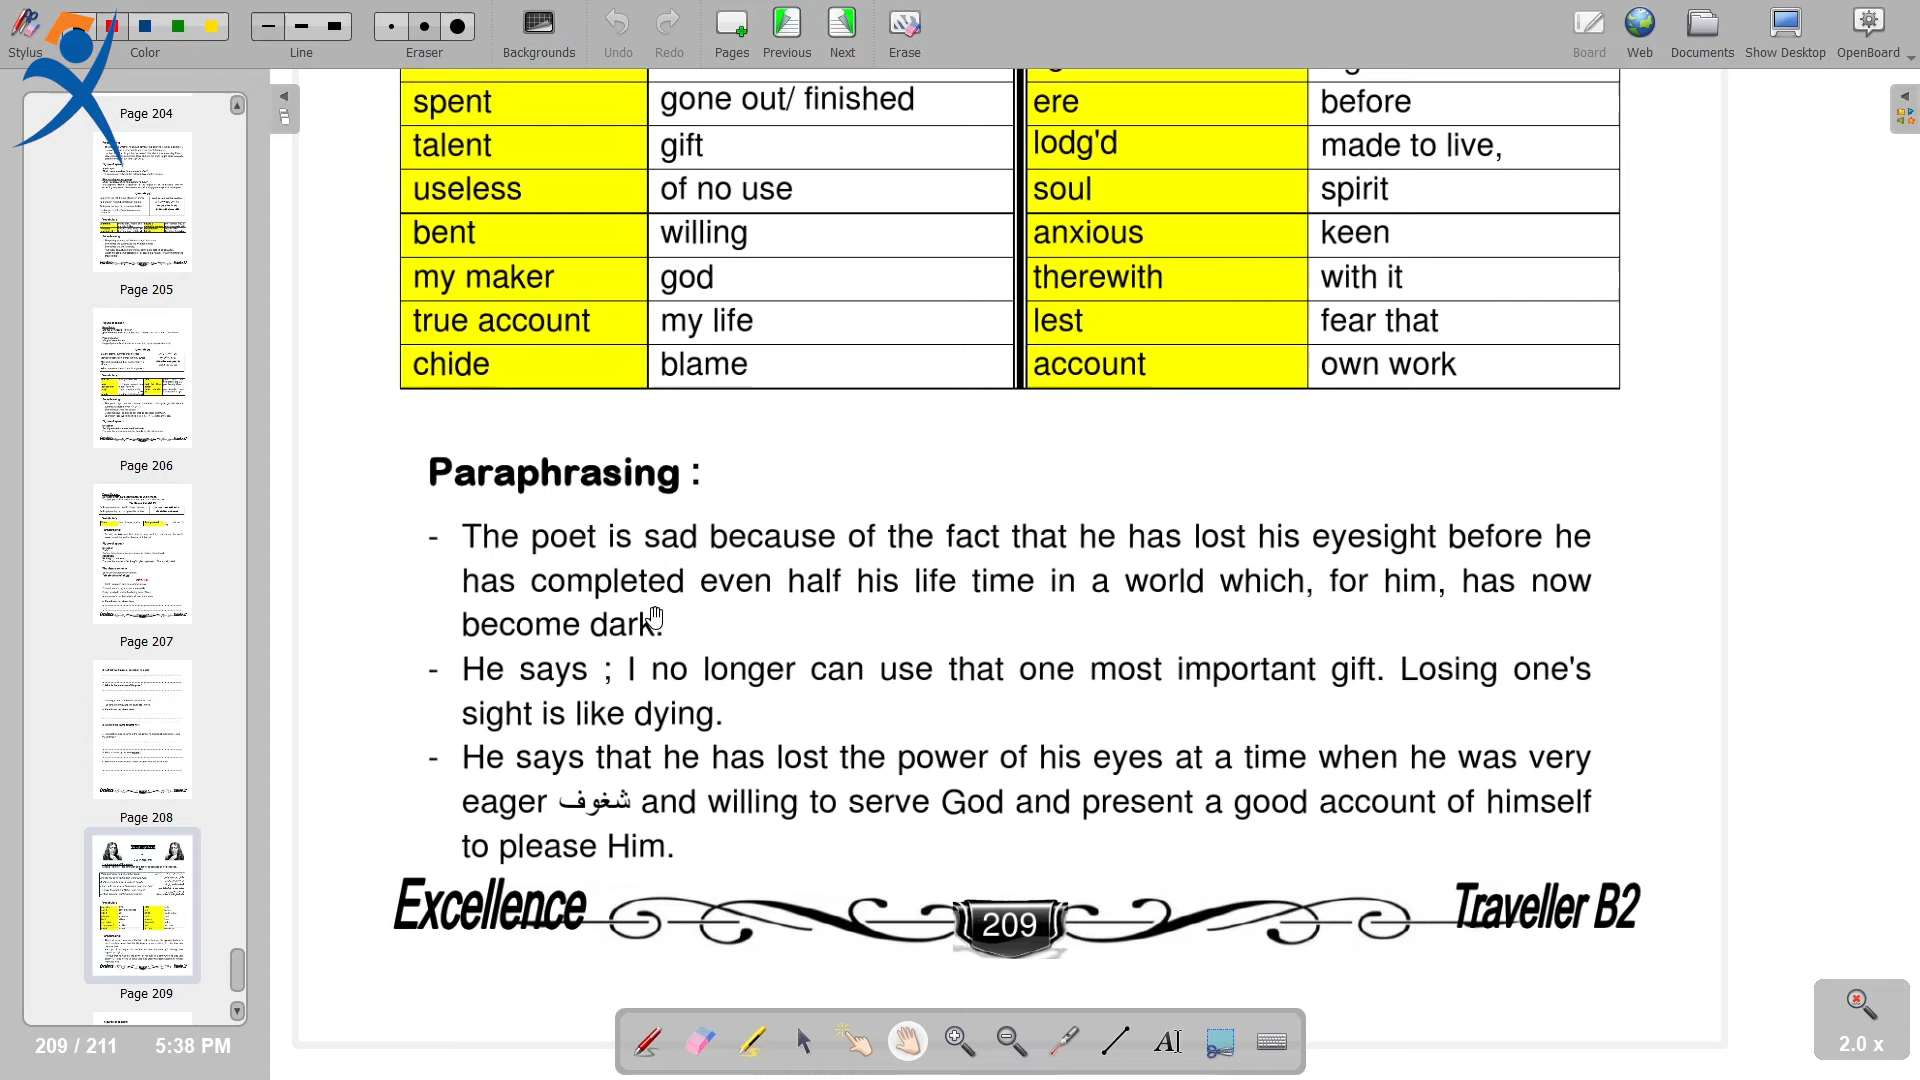 Stylus
Color
Line
Eraser
Backgrounds
Undo
Redo
Pages
Previous
Next
Erase
Board
Web
Documents
Show Desktop
OpenBoard
Page 204
Page 205
Page 206
Page 207
Page 208
Page 209
209 / 211 5:38 PM
spent gone out/ finished ere before
talent gift lodg'd made to live,
useless of no use soul spirit
bent willing anxious keen
my maker god therewith with it
true account my life lest fear that
chide blame account own work
Paraphrasing :
- The poet is sad because of the fact that he has lost his eyesight before he
has completed even half his life time in a world which, for him, has now
become dark.
- He says ; I no longer can use that one most important gift. Losing one's
sight is like dying.
- He says that he has lost the power of his eyes at a time when he was very
eager شغوف and willing to serve God and present a good account of himself
to please Him.
Excellence 209 Traveller B2
2.0 x